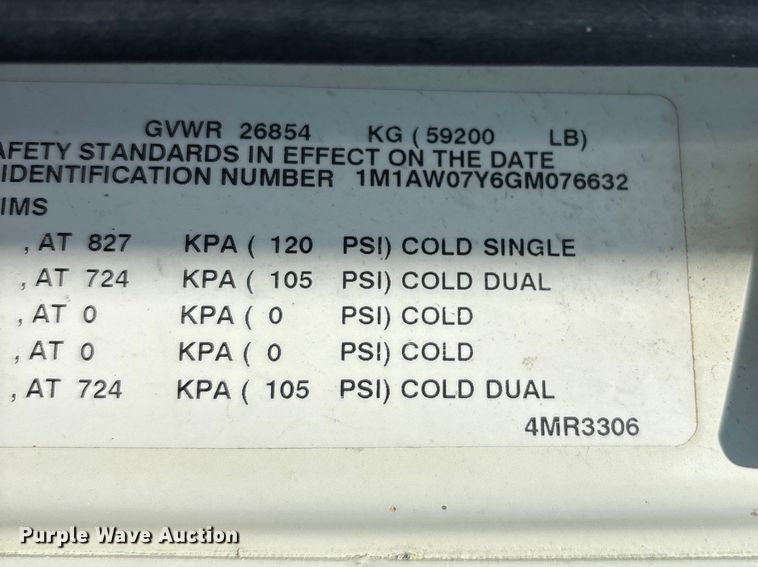 GVWR 26854 KG ( 59200 LB)
AFETY STANDARDS IN EFFECT ON THE DATE
IDENTIFICATION NUMBER 1M1AW07Y6GM076632
IMS
, AT 827 KPA ( 120 PSI) COLD SINGLE
, AT 724 KPA ( 105 PSI) COLD DUAL
, AT 0 KPA ( 0 PSI) COLD
, AT 0 KPA ( 0 PSI) COLD
, AT 724 KPA ( 105 PSI) COLD DUAL
4MR3306
Purple Wave Auction